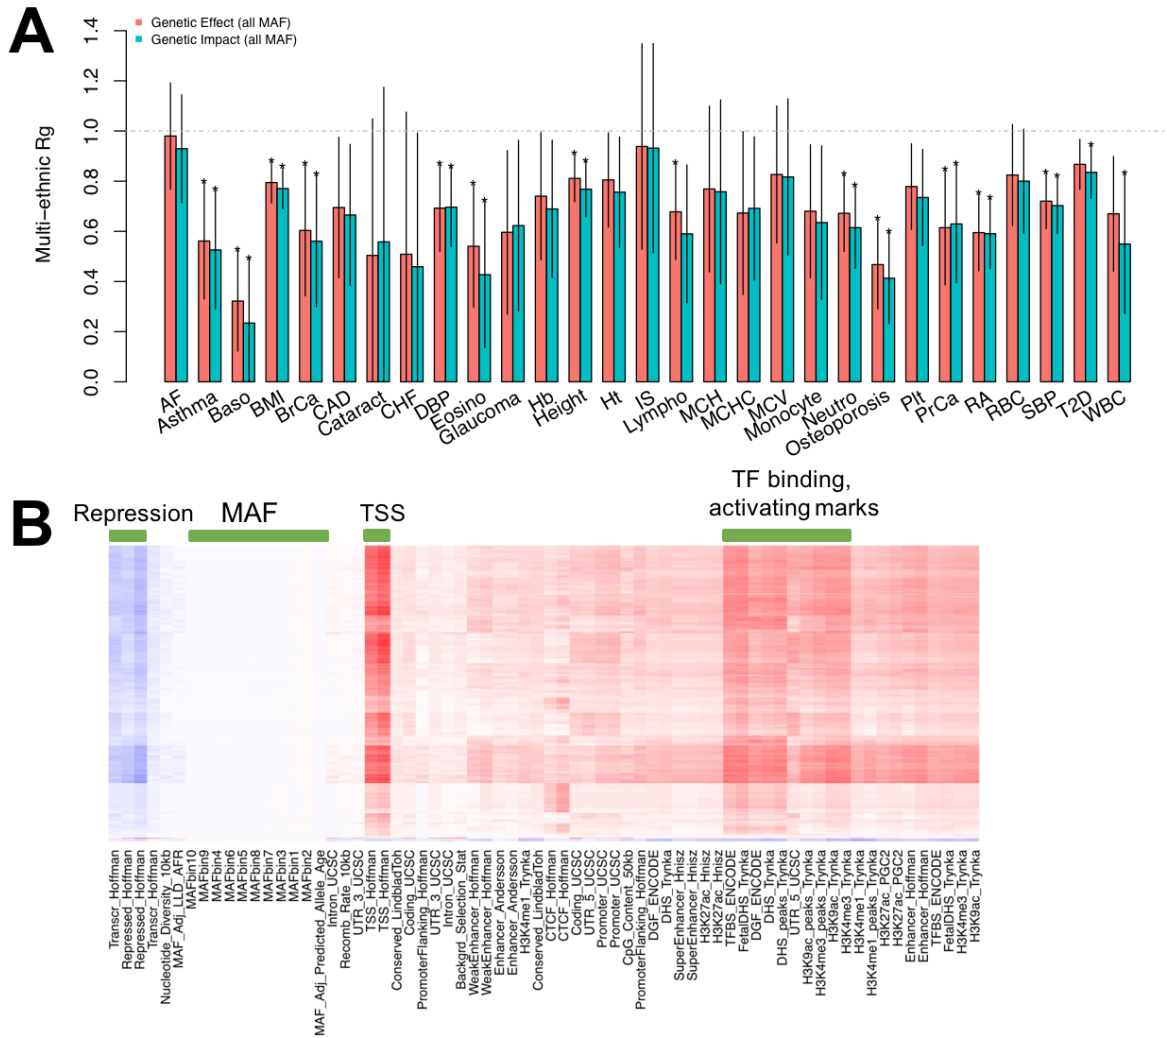 A
Genetic Effect (all MAF)
Genetic Impact (all MAF)
Multi-ethnic Rg
1.4
1.2
1.0
0.8
0.6
0.4
0.2
0.0
AF
Asthma
Baso
BMI
BrCa
CAD
Cataract
CHF
DBP
Eosino
Glaucoma
Hb
Height
Ht
IS
Lympho
MCH
MCHC
MCV
Monocyte
Neutro
Osteoporosis
Plt
PrCa
RA
RBC
SBP
T2D
WBC
B
Repression
MAF
TSS
TF binding,
activating marks
Transcr_Hoffman
Repressed_Hoffman
Repressed_Hoffman
Transcr_Hoffman
Nucleotide_Diversity_10kb
MAF_Adj_LLD_AFR
MAFbin10
MAFbin9
MAFbin4
MAFbin6
MAFbin5
MAFbin8
MAFbin7
MAFbin3
MAFbin1
MAFbin2
MAF_Adj_Predicted_Allele_Age
Intron_UCSC
Recomb_Rate_10kb
UTR_3_UCSC
TSS_Hoffman
TSS_Hoffman
Conserved_LindbladToh
Coding_UCSC
PromoterFlanking_Hoffman
UTR_3_UCSC
Intron_UCSC
Backgrd_Selection_Stat
WeakEnhancer_Hoffman
WeakEnhancer_Hoffman
Enhancer_Andersson
Enhancer_Andersson
H3K4me1_Trynka
Conserved_LindbladToh
CTCF_Hoffman
CTCF_Hoffman
Coding_UCSC
UTR_5_UCSC
Promoter_UCSC
Promoter_UCSC
CpG_Content_50kb
PromoterFlanking_Hoffman
DGF_ENCODE
DHS_Trynka
SuperEnhancer_Hnisz
SuperEnhancer_Hnisz
H3K27ac_Hnisz
H3K27ac_Hnisz
TFBS_ENCODE
FetalDHS_Trynka
DGF_ENCODE
DHS_Trynka
DHS_peaks_Trynka
UTR_5_UCSC
H3K9ac_peaks_Trynka
H3K4me3_peaks_Trynka
H3K9ac_Trynka
H3K4me3_Trynka
H3K4me1_Trynka
H3K4me1_peaks_Trynka
H3K27ac_PGC2
H3K27ac_PGC2
Enhancer_Hoffman
Enhancer_Hoffman
TFBS_ENCODE
FetalDHS_Trynka
H3K4me3_Trynka
H3K9ac_Trynka